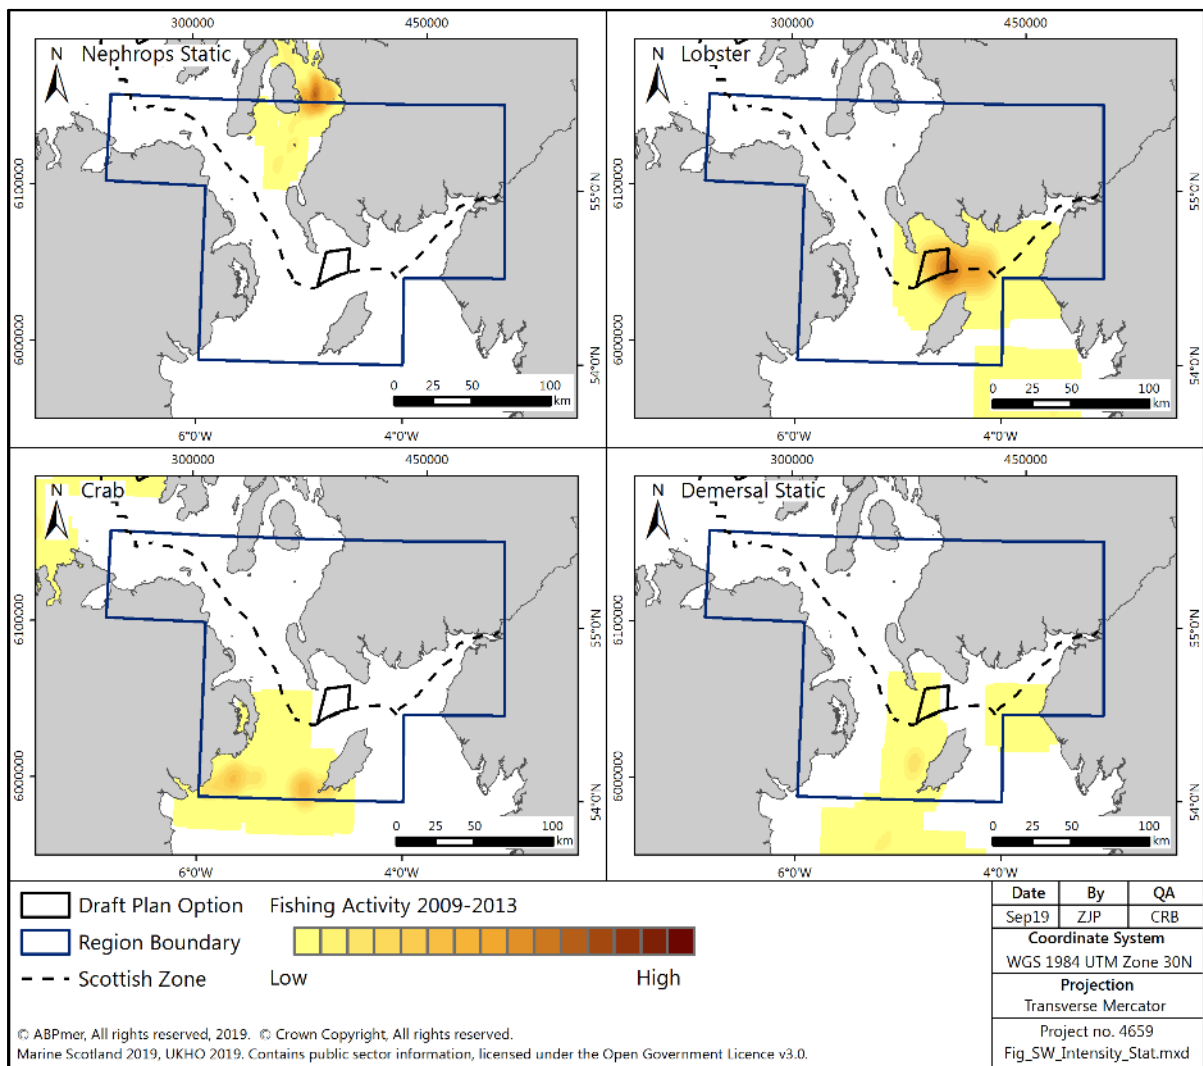 300000
450000
300000
450000
N
Nephrops Static
N
Lobster
6100000
6000000
55°0'N
54°0'N
6100000
6000000
55°0'N
54°0'N
0 25 50 100
km
0 25 50 100
km
6°0'W
4°0'W
6°0'W
4°0'W
300000
450000
300000
450000
N
Crab
N
Demersal Static
6100000
6000000
55°0'N
54°0'N
6100000
6000000
55°0'N
54°0'N
0 25 50 100
km
0 25 50 100
km
6°0'W
4°0'W
6°0'W
4°0'W
Draft Plan Option
Region Boundary
Scottish Zone
Fishing Activity 2009-2013
Low
High
Date By QA
Sep19 ZJP CRB
Coordinate System
WGS 1984 UTM Zone 30N
Projection
Transverse Mercator
Project no. 4659
Fig_SW_Intensity_Stat.mxd
© ABPmer, All rights reserved, 2019. © Crown Copyright, All rights reserved.
Marine Scotland 2019, UKHO 2019. Contains public sector information, licensed under the Open Government Licence v3.0.